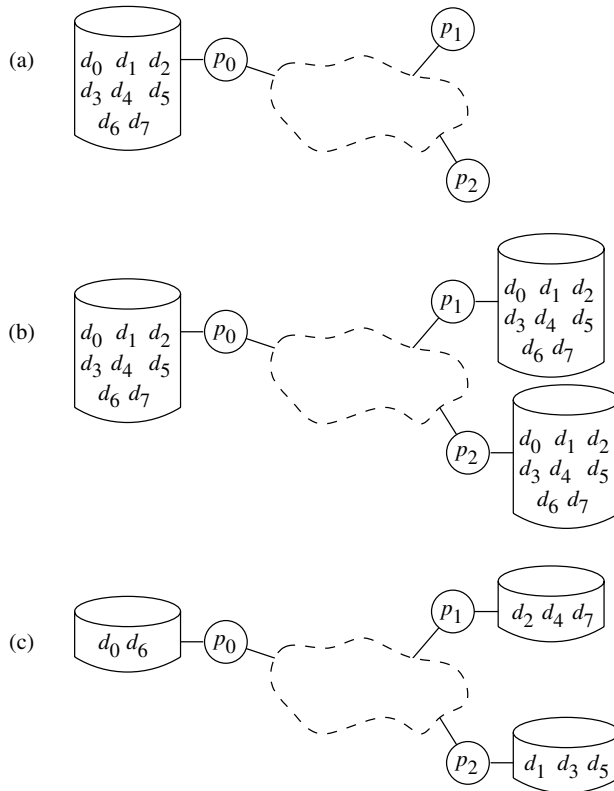 (a)
d0 d1 d2
d3 d4 d5
d6 d7
p0
p1
p2
(b)
d0 d1 d2
d3 d4 d5
d6 d7
p0
p1
d0 d1 d2
d3 d4 d5
d6 d7
p2
d0 d1 d2
d3 d4 d5
d6 d7
(c)
d0 d6
p0
p1
d2 d4 d7
p2
d1 d3 d5